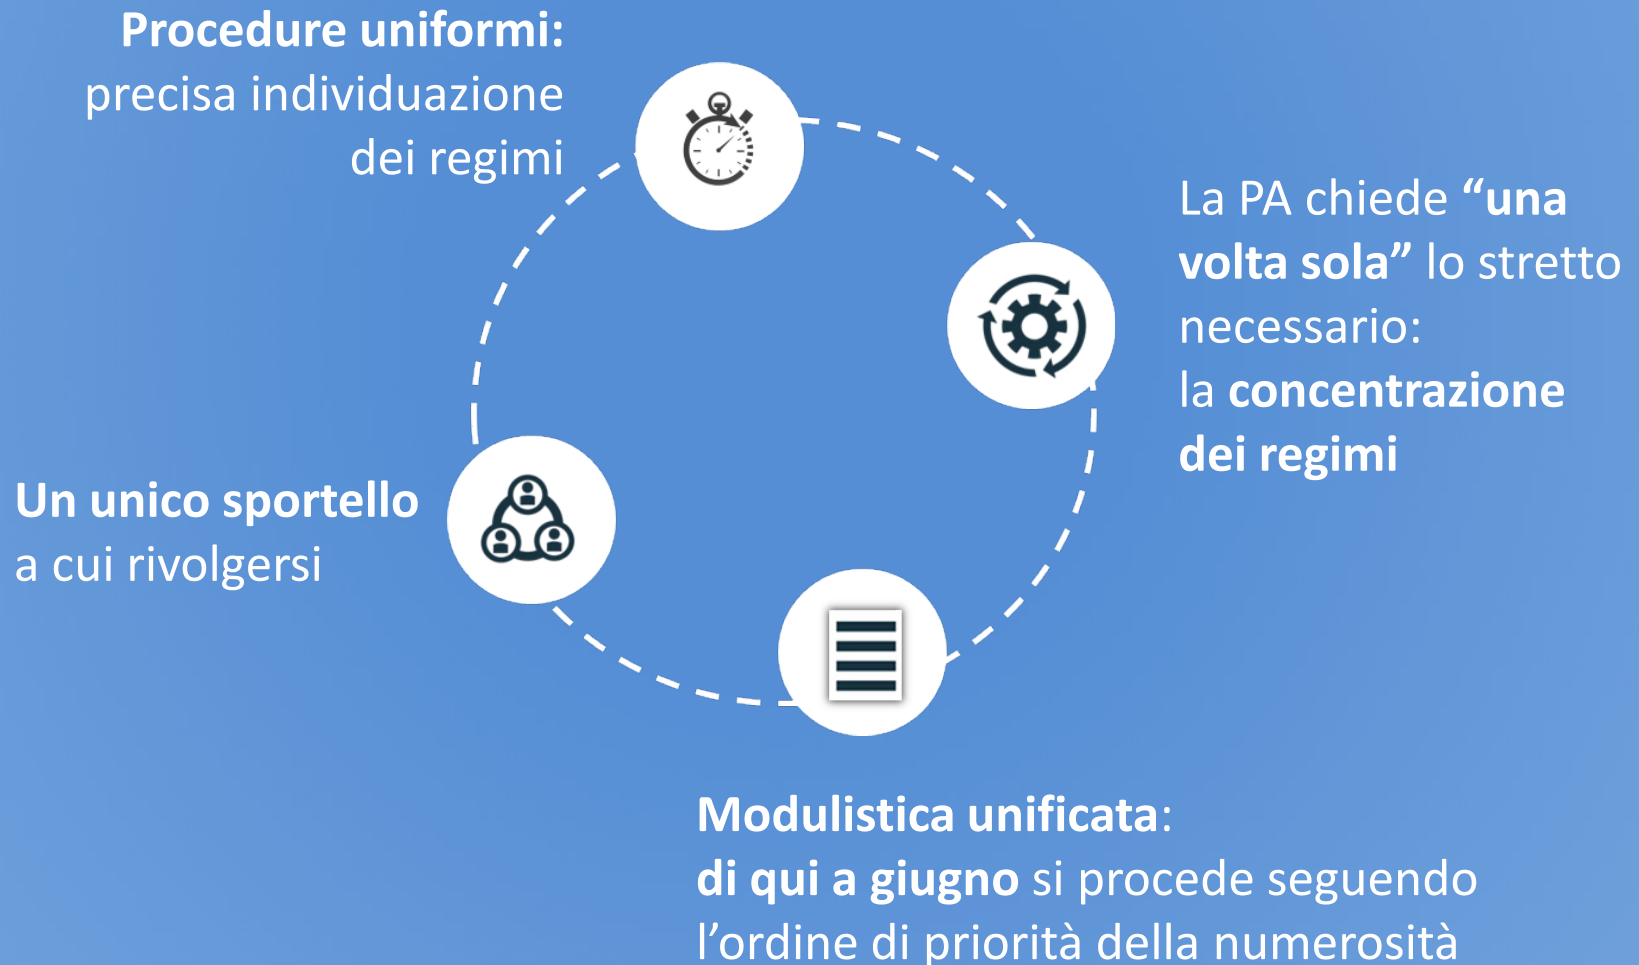 Procedure uniformi:
precisa individuazione
dei regimi
La PA chiede “una
volta sola” lo stretto
necessario:
la concentrazione
dei regimi
Un unico sportello
a cui rivolgersi
Modulistica unificata:
di qui a giugno si procede seguendo
l’ordine di priorità della numerosità